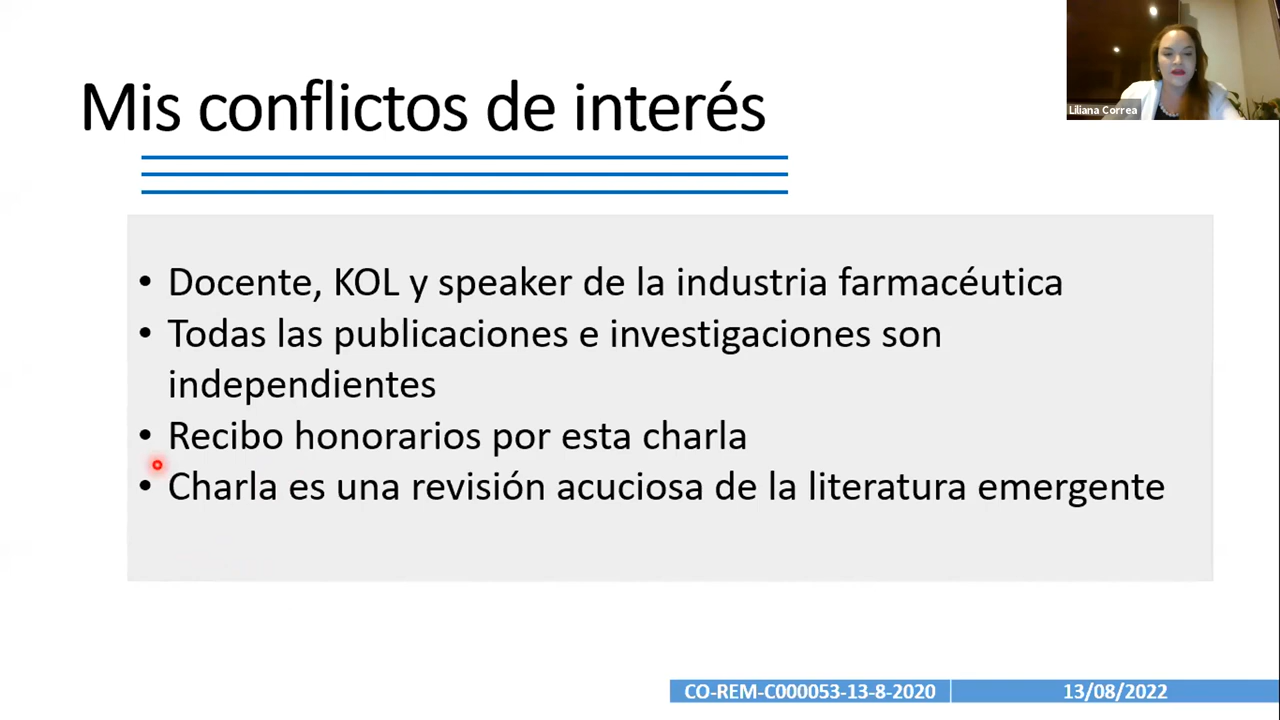 Mis conflictos de interés
Liliana Correa
• Docente, KOL y speaker de la industria farmacéutica
• Todas las publicaciones e investigaciones son
independientes
• Recibo honorarios por esta charla
• Charla es una revisión acuciosa de la literatura emergente
CO-REM-C000053-13-8-2020
13/08/2022